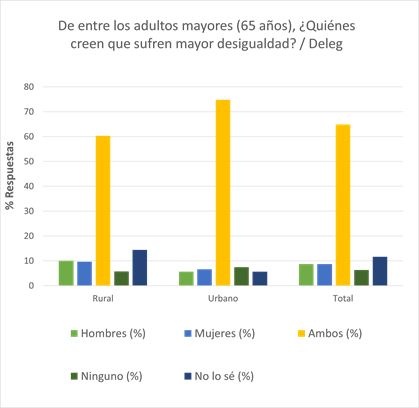 De entre los adultos mayores (65 años), ¿Quiénes
creen que sufren mayor desigualdad? / Deleg
% Respuestas
80
70
60
50
40
30
20
10
0
Rural
Urbano
Total
Hombres (%)
Mujeres (%)
Ambos (%)
Ninguno (%)
No lo sé (%)